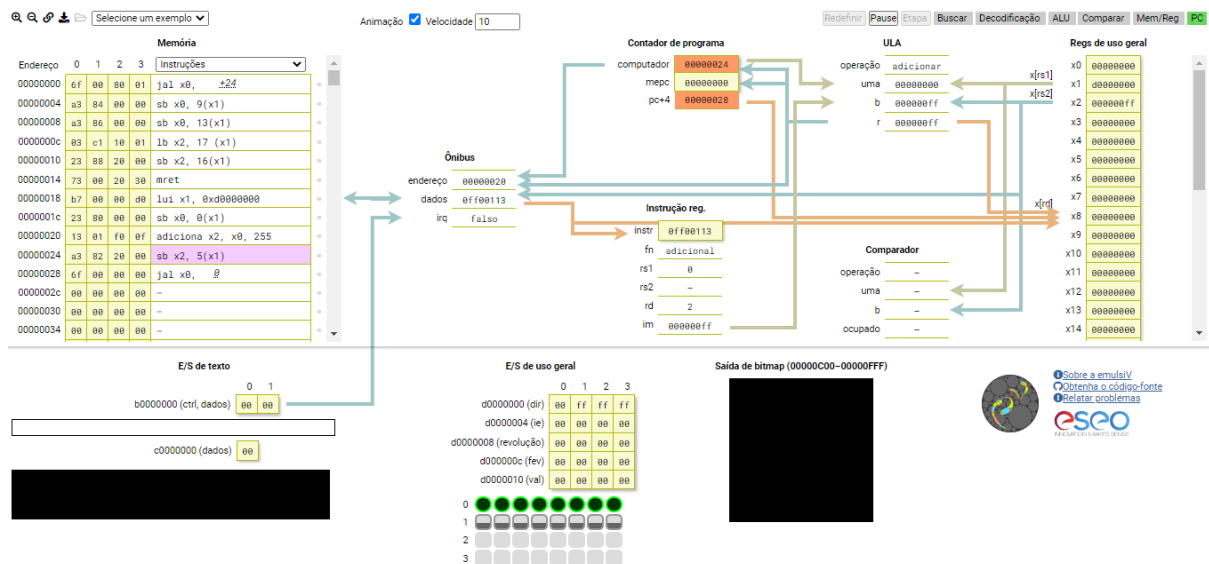 Selecione um exemplo
Animação Velocidade 10
Redefinir Pause Etapa Buscar Decodificação ALU Comparar Mem/Reg PC
Memória
Endereço 0 1 2 3 Instruções
00000000 6f 00 80 01 jal x0, +24
00000004 a3 84 00 00 sb x0, 9(x1)
00000008 a3 86 00 00 sb x0, 13(x1)
0000000c 03 c1 10 01 lb x2, 17 (x1)
00000010 23 88 20 00 sb x2, 16(x1)
00000014 73 00 20 30 mret
00000018 b7 00 00 d0 lui x1, 0xd0000000
0000001c 23 80 00 00 sb x0, 0(x1)
00000020 13 01 f0 0f adiciona x2, x0, 255
00000024 a3 82 20 00 sb x2, 5(x1)
00000028 6f 00 00 00 jal x0, 0
0000002c 00 00 00 00 –
00000030 00 00 00 00 –
00000034 00 00 00 00 –
Ônibus
endereço 00000020
dados 0ff00113
irq falso
Contador de programa
computador 00000024
mepc 00000000
pc+4 00000028
Instrução reg.
instr 0ff00113
fn adicional
rs1 0
rs2 –
rd 2
im 000000ff
ULA
operação adicionar
uma 00000000
b 000000ff
r 000000ff
Comparador
operação –
uma –
b –
ocupado –
Regs de uso geral
x[rs1]
x[rs2]
x[rd]
x0 00000000
x1 d0000000
x2 000000ff
x3 00000000
x4 00000000
x5 00000000
x6 00000000
x7 00000000
x8 00000000
x9 00000000
x10 00000000
x11 00000000
x12 00000000
x13 00000000
x14 00000000
E/S de texto
0 1
b0000000 (ctrl, dados) 00 00
c0000000 (dados) 00
E/S de uso geral
0 1 2 3
d0000000 (dir) 00 ff ff ff
d0000004 (ie) 00 00 00 00
d0000008 (revolução) 00 00 00 00
d000000c (fev) 00 00 00 00
d0000010 (val) 00 00 00 00
0
1
2
3
Saída de bitmap (00000C00–00000FFF)
Sobre a emulsiV
Obtenha o código-fonte
Relatar problemas
eseo
INNOVATION MAKES SENSE